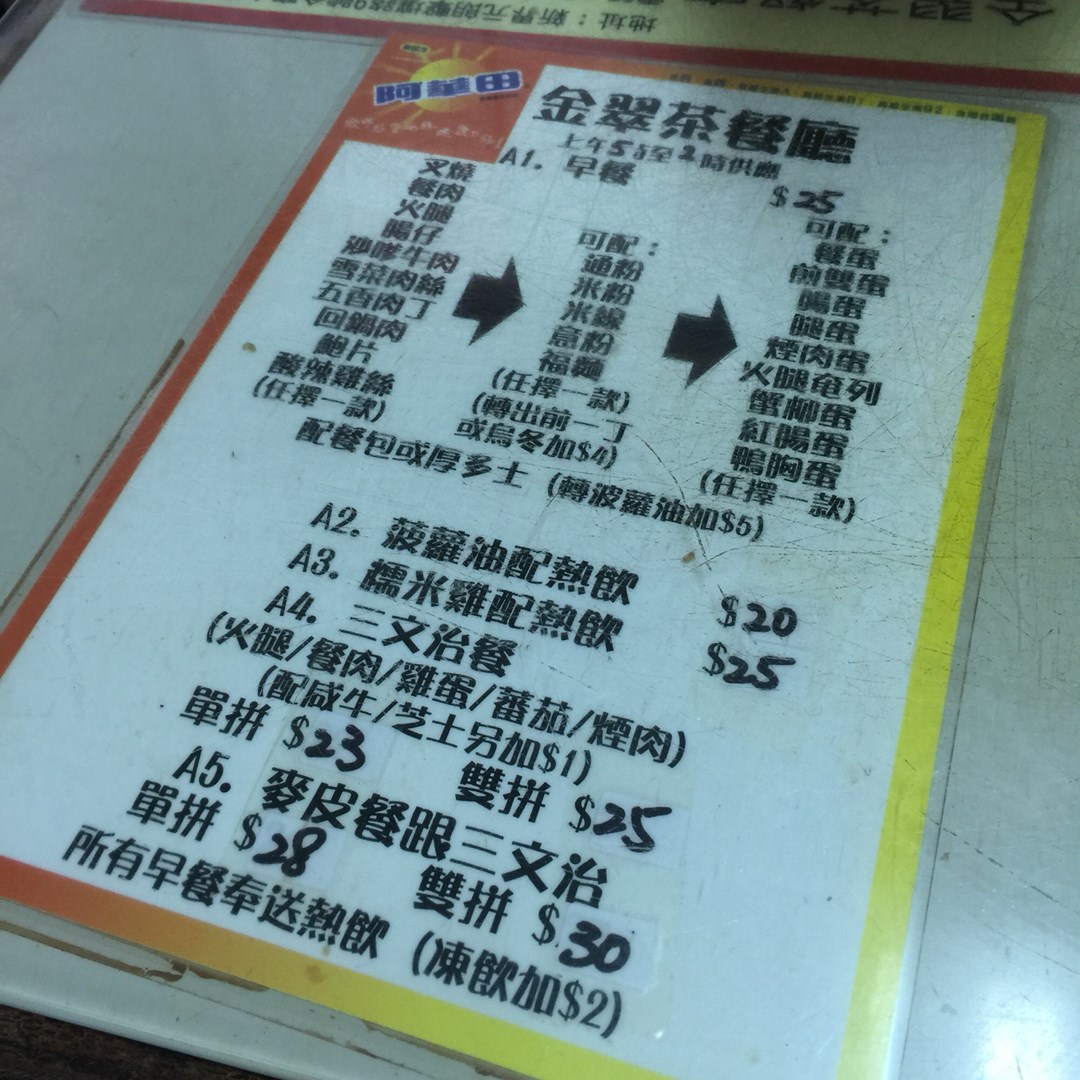 地址：新界元朗
阿華田
金翠茶餐廳
上午5時至2時供應
A1. 早餐 $25
叉燒
餐肉
火腿
腸仔
沙嗲牛肉
雪菜肉絲
五香肉丁
回鍋肉
鮑片
酸辣雞絲
(任擇一款)
可配：
通粉
米粉
米線
意粉
福麵
(任擇一款)
(轉出前一丁
或烏冬加$4)
可配：
餐蛋
煎雙蛋
腸蛋
腿蛋
煙肉蛋
火腿奄列
蟹柳蛋
紅腸蛋
鴨胸蛋
(任擇一款)
配餐包或厚多士 (轉波蘿油加$5)
A2. 菠蘿油配熱飲 $20
A3. 糯米雞配熱飲 $25
A4. 三文治餐
(火腿/餐肉/雞蛋/蕃茄/煙肉)
(配咸牛/芝士另加$1)
單拼 $23 雙拼 $25
A5. 麥皮餐跟三文治
單拼 $28 雙拼 $30
所有早餐奉送熱飲 (凍飲加$2)